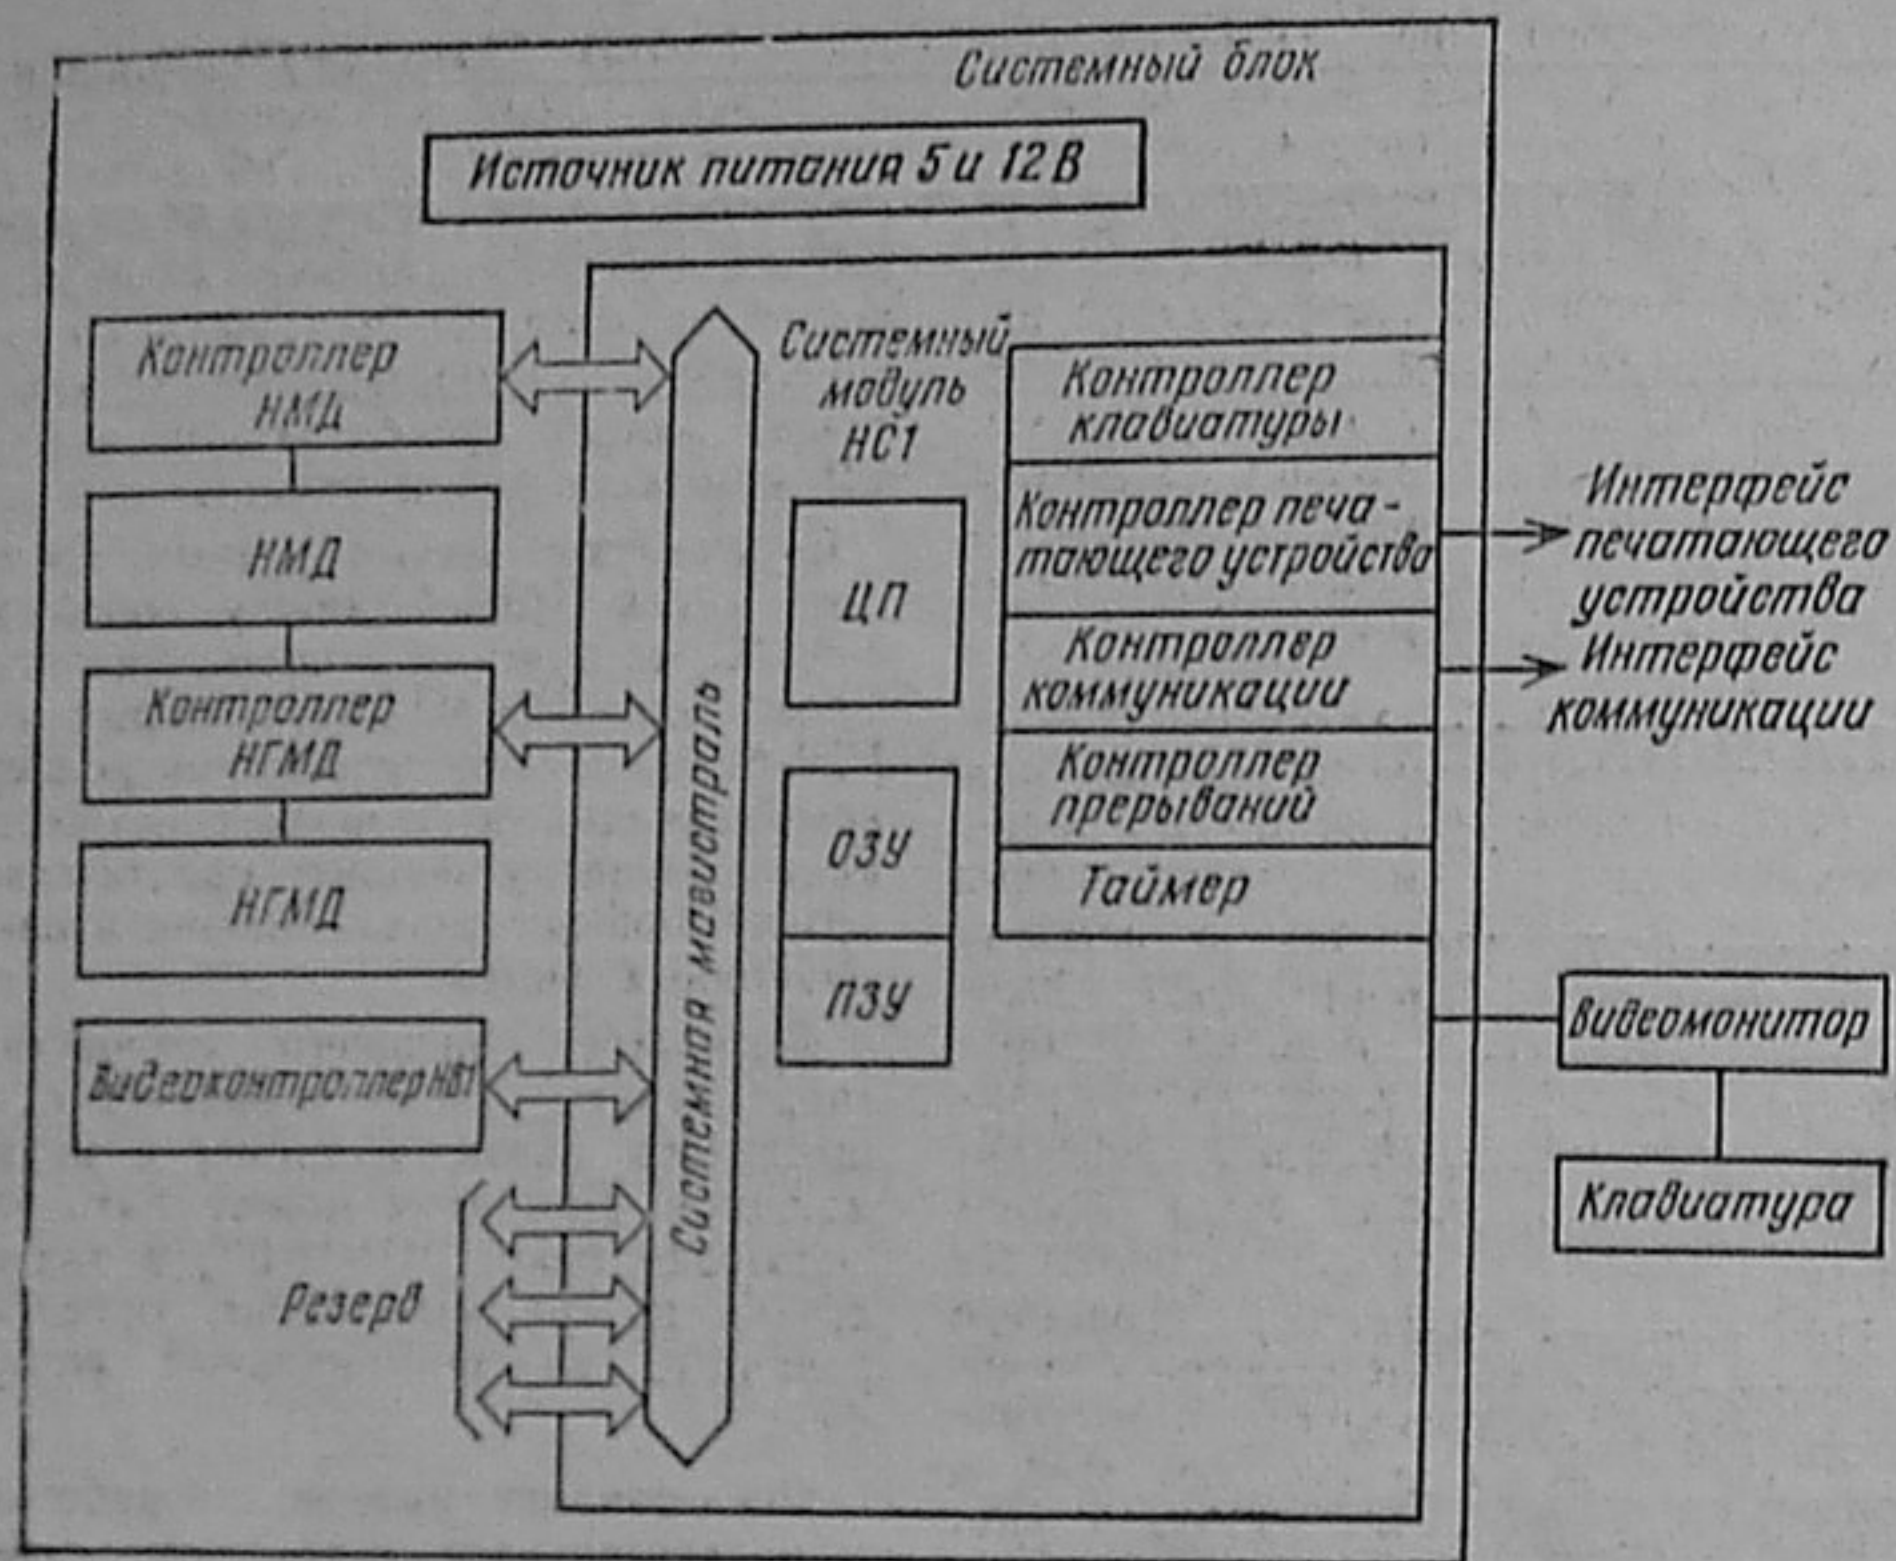 Системный блок
Источник питания 5 и 12 В
Контроллер
НМД
НМД
Контроллер
НГМД
НГМД
Видеоконтроллер НВ1
Резерв
Системная магистраль
Системный
модуль
НС1
ЦП
ОЗУ
ПЗУ
Контроллер
клавиатуры
Контроллер печа-
тающего устройства
Контроллер
коммуникации
Контроллер
прерываний
Таймер
Интерфейс
печатающего
устройства
Интерфейс
коммуникации
Видеомонитор
Клавиатура